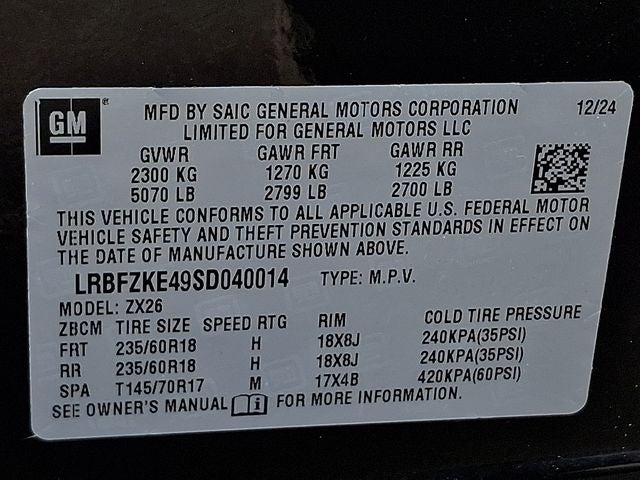 GM
MFD BY SAIC GENERAL MOTORS CORPORATION 12/24
LIMITED FOR GENERAL MOTORS LLC
GVWR GAWR FRT GAWR RR
2300 KG 1270 KG 1225 KG
5070 LB 2799 LB 2700 LB
THIS VEHICLE CONFORMS TO ALL APPLICABLE U.S. FEDERAL MOTOR
VEHICLE SAFETY AND THEFT PREVENTION STANDARDS IN EFFECT ON
THE DATE OF MANUFACTURE SHOWN ABOVE.
LRBFZKE49SD040014 TYPE: M.P.V.
MODEL: ZX26
ZBCM TIRE SIZE SPEED RTG RIM COLD TIRE PRESSURE
FRT 235/60R18 H 18X8J 240KPA(35PSI)
RR 235/60R18 H 18X8J 240KPA(35PSI)
SPA T145/70R17 M 17X4B 420KPA(60PSI)
SEE OWNER'S MANUAL i FOR MORE INFORMATION.